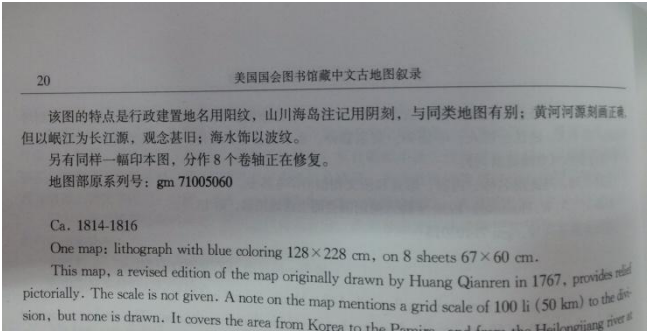 20
美国国会图书馆藏中文古地图叙录
该图的特点是行政建置地名用阳纹，山川海岛注记用阴刻，与同类地图有别；黄河河源刻画正确，
但以岷江为长江源，观念甚旧；海水饰以波纹。
另有同样一幅印本图，分作8个卷轴正在修复。
地图部原系列号：gm 71005060
Ca. 1814-1816
One map; lithograph with blue coloring 128×228 cm, on 8 sheets 67×60 cm.
This map, a revised edition of the map originally drawn by Huang Qianren in 1767, provides relief
pictorially. The scale is not given. A note on the map mentions a grid scale of 100 li (50 km) to the divi-
sion, but none is drawn. It covers the area from Korea to the Pamirs, and from the Heilongjiang river